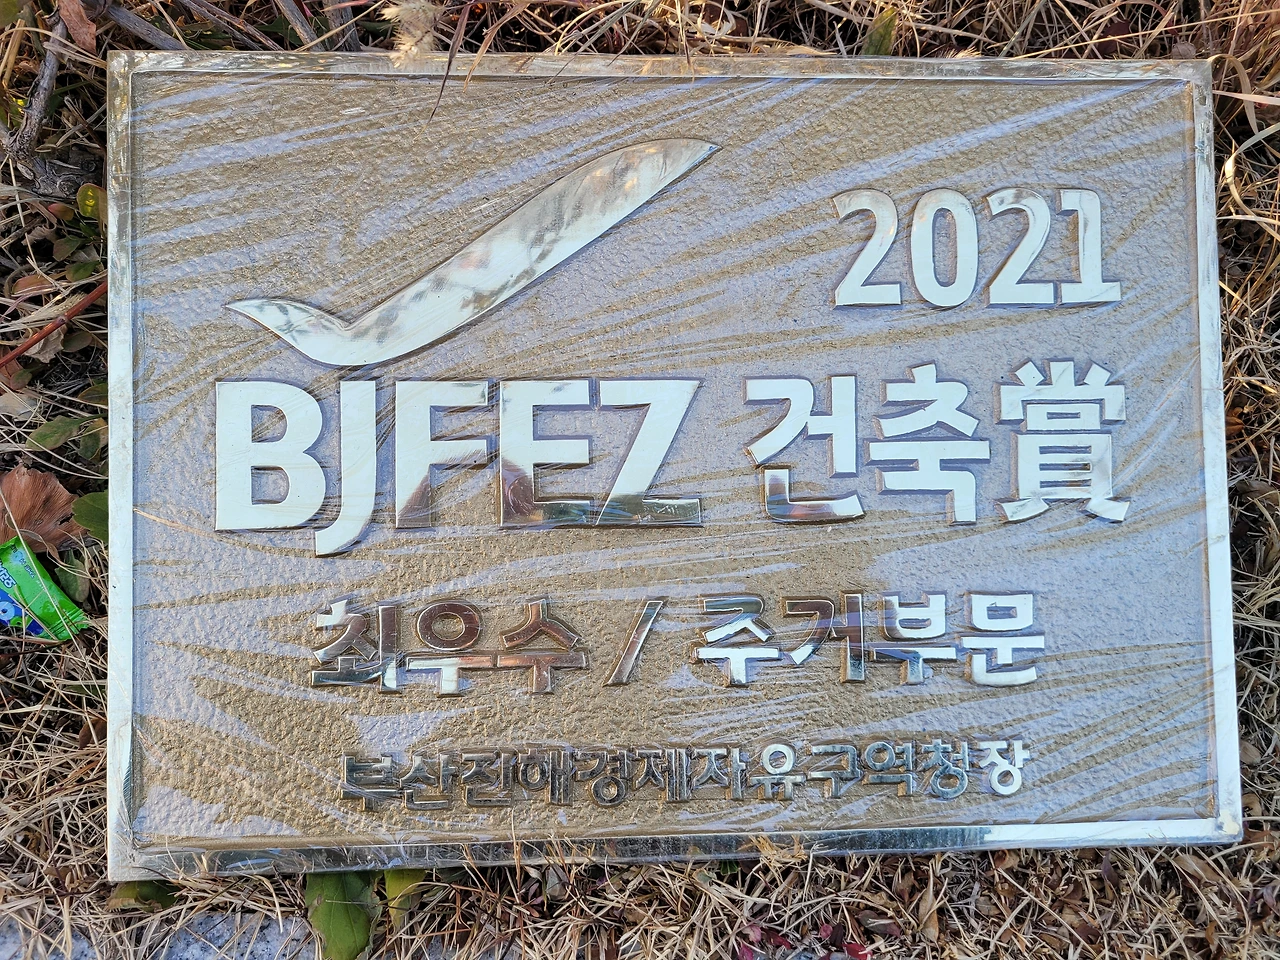 2021
BJFEZ 건축賞
최우수 / 주거부문
부산진해경제자유구역청장